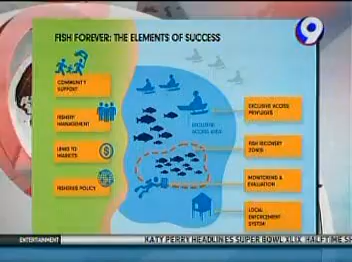 FISH FOREVER: THE ELEMENTS OF SUCCESS
9
COMMUNITY
SUPPORT
FISHERY
MANAGEMENT
LINKS TO
MARKETS
$
FISHERIES POLICY
EXCLUSIVE
ACCESS AREA
EXCLUSIVE ACCESS
PRIVILEGES
FISH RECOVERY
ZONES
MONITORING &
EVALUATION
LOCAL
ENFORCEMENT
SYSTEM
ENTERTAINMENT
KATY PERRY HEADLINES SUPER BOWL XLIX HALFTIME S